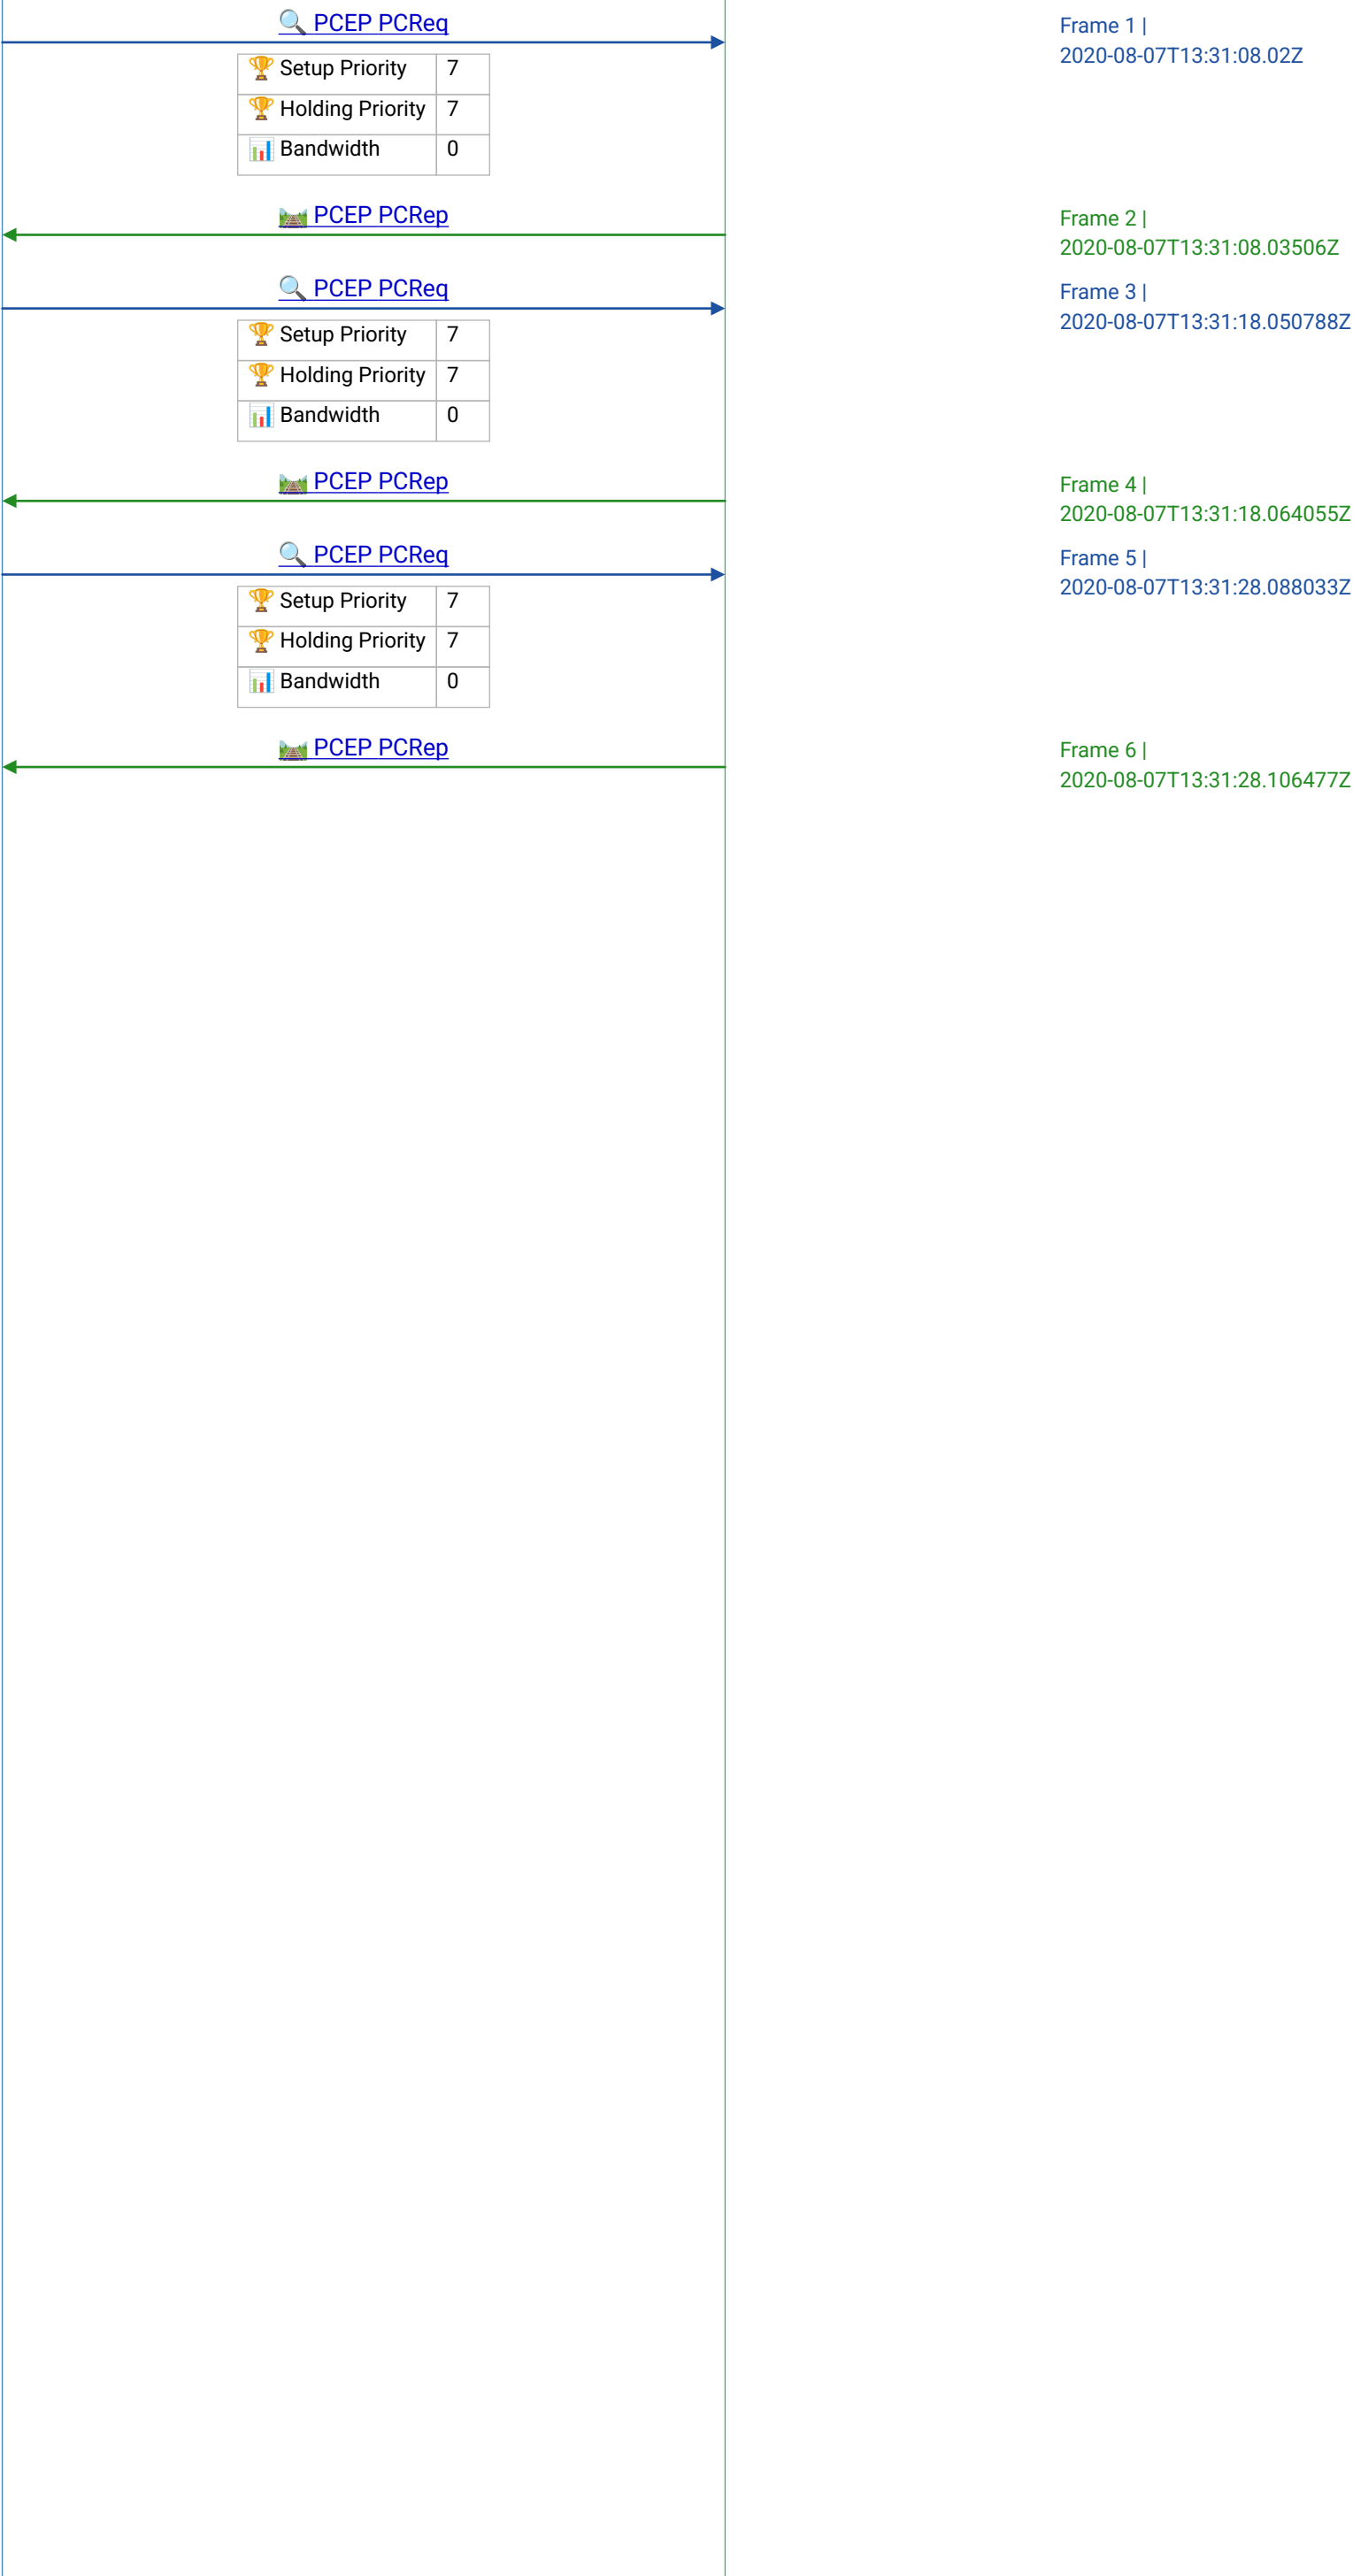 🔍 PCEP PCReq
Frame 1 |
2020-08-07T13:31:08.02Z
🏆 Setup Priority 7
🏆 Holding Priority 7
📊 Bandwidth 0
🛤️ PCEP PCRep
Frame 2 |
2020-08-07T13:31:08.03506Z
🔍 PCEP PCReq
Frame 3 |
2020-08-07T13:31:18.050788Z
🏆 Setup Priority 7
🏆 Holding Priority 7
📊 Bandwidth 0
🛤️ PCEP PCRep
Frame 4 |
2020-08-07T13:31:18.064055Z
🔍 PCEP PCReq
Frame 5 |
2020-08-07T13:31:28.088033Z
🏆 Setup Priority 7
🏆 Holding Priority 7
📊 Bandwidth 0
🛤️ PCEP PCRep
Frame 6 |
2020-08-07T13:31:28.106477Z